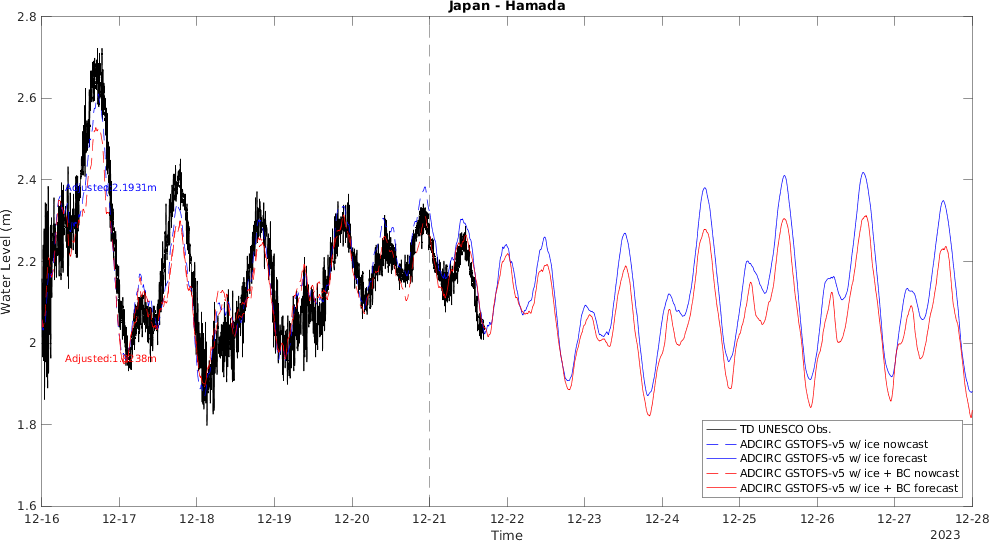 Japan - Hamada
Water Level (m)
2.8
2.6
2.4
2.2
2
1.8
1.6
Adjusted:2.1931m
TD UNESCO Obs.
ADCIRC GSTOFS-v5 w/ ice nowcast
ADCIRC GSTOFS-v5 w/ ice forecast
ADCIRC GSTOFS-v5 w/ ice + BC nowcast
ADCIRC GSTOFS-v5 w/ ice + BC forecast
12-16 12-17 12-18 12-19 12-20 12-21 12-22 12-23 12-24 12-25 12-26 12-27 12-28
Time
2023